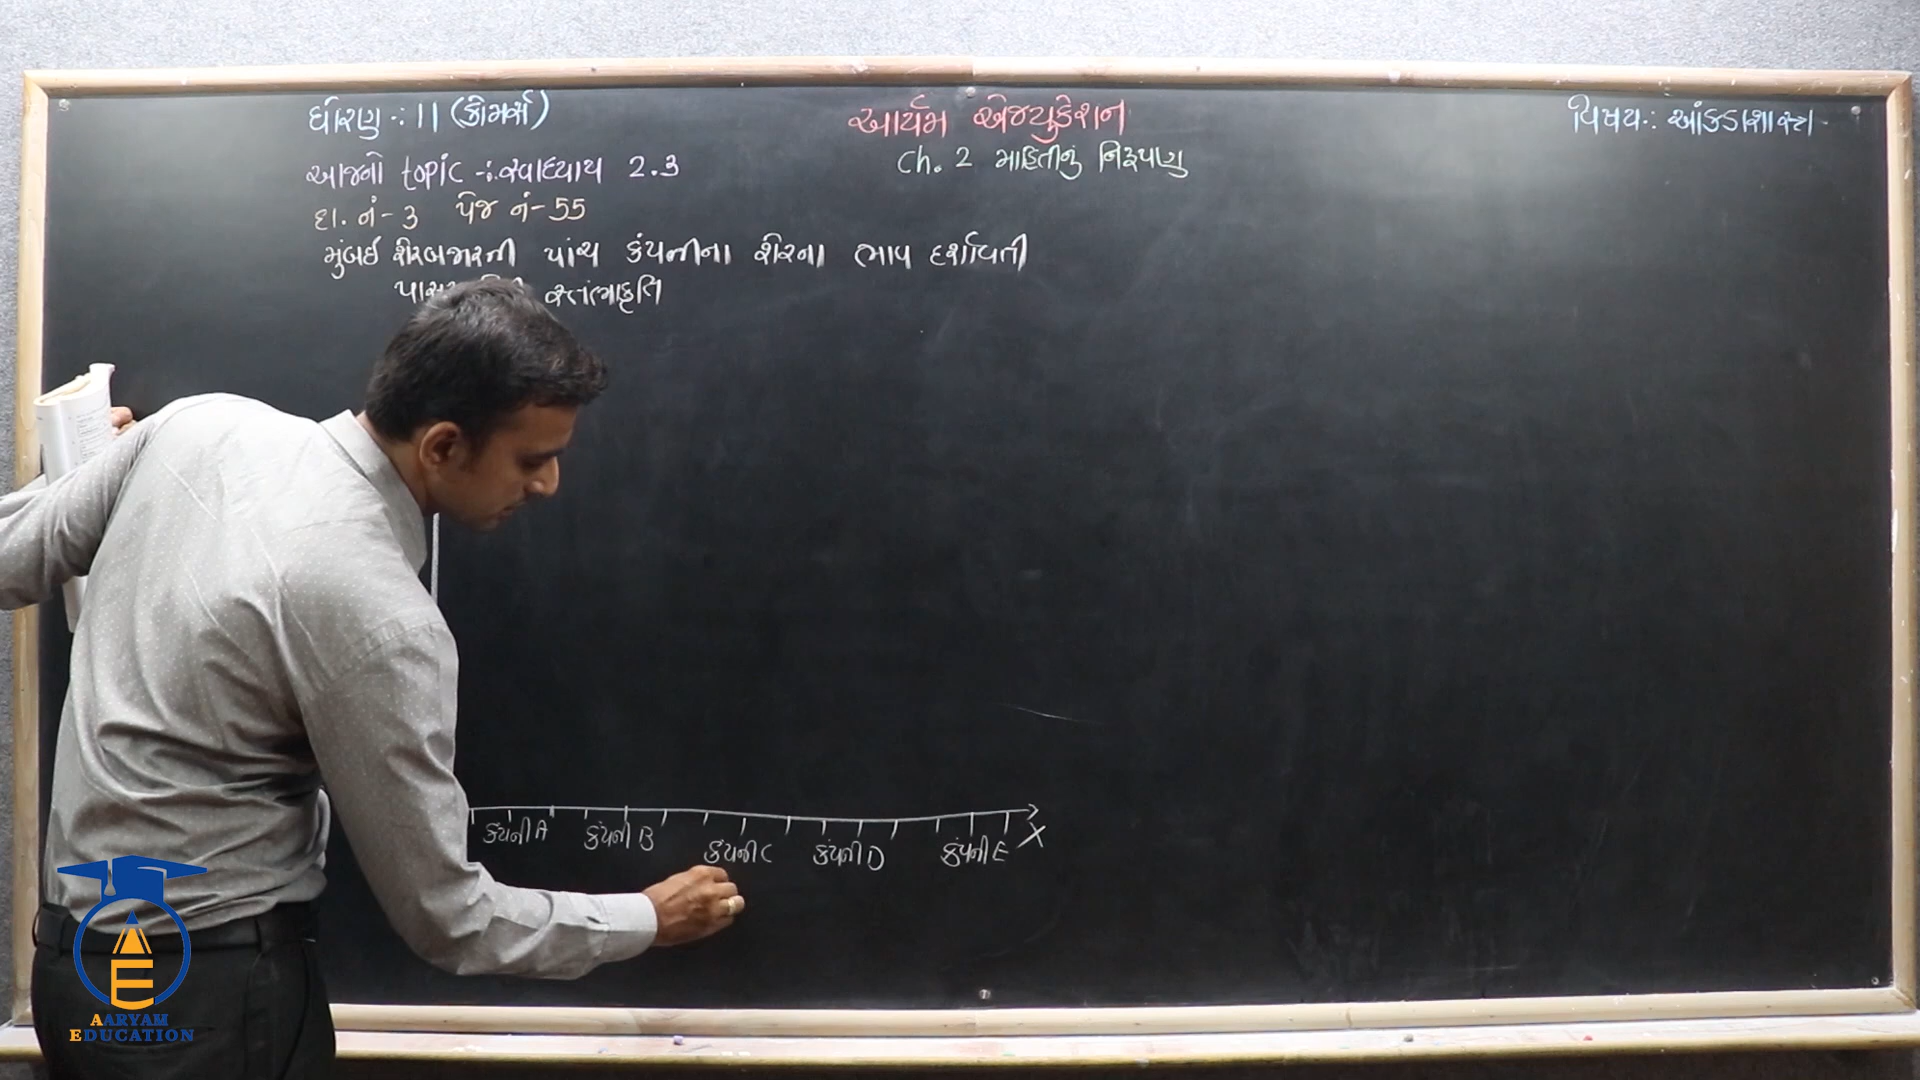 ધોરણ : 11 (કોમર્સ)
આર્યમ એજ્યુકેશન
વિષય : આંકડાશાસ્ત્ર
Ch. 2 માહિતીનું નિરૂપણ
આજનો topic : સ્વાધ્યાય 2.3
દા. નં - 3 પેજ નં - 55
મુંબઈ શેરબજારની પાંચ કંપનીના શેરના ભાવ દર્શાવતી
સ્તંભાકૃતિ
કંપની A કંપની B કંપની C કંપની D કંપની E X
AARYAM
EDUCATION